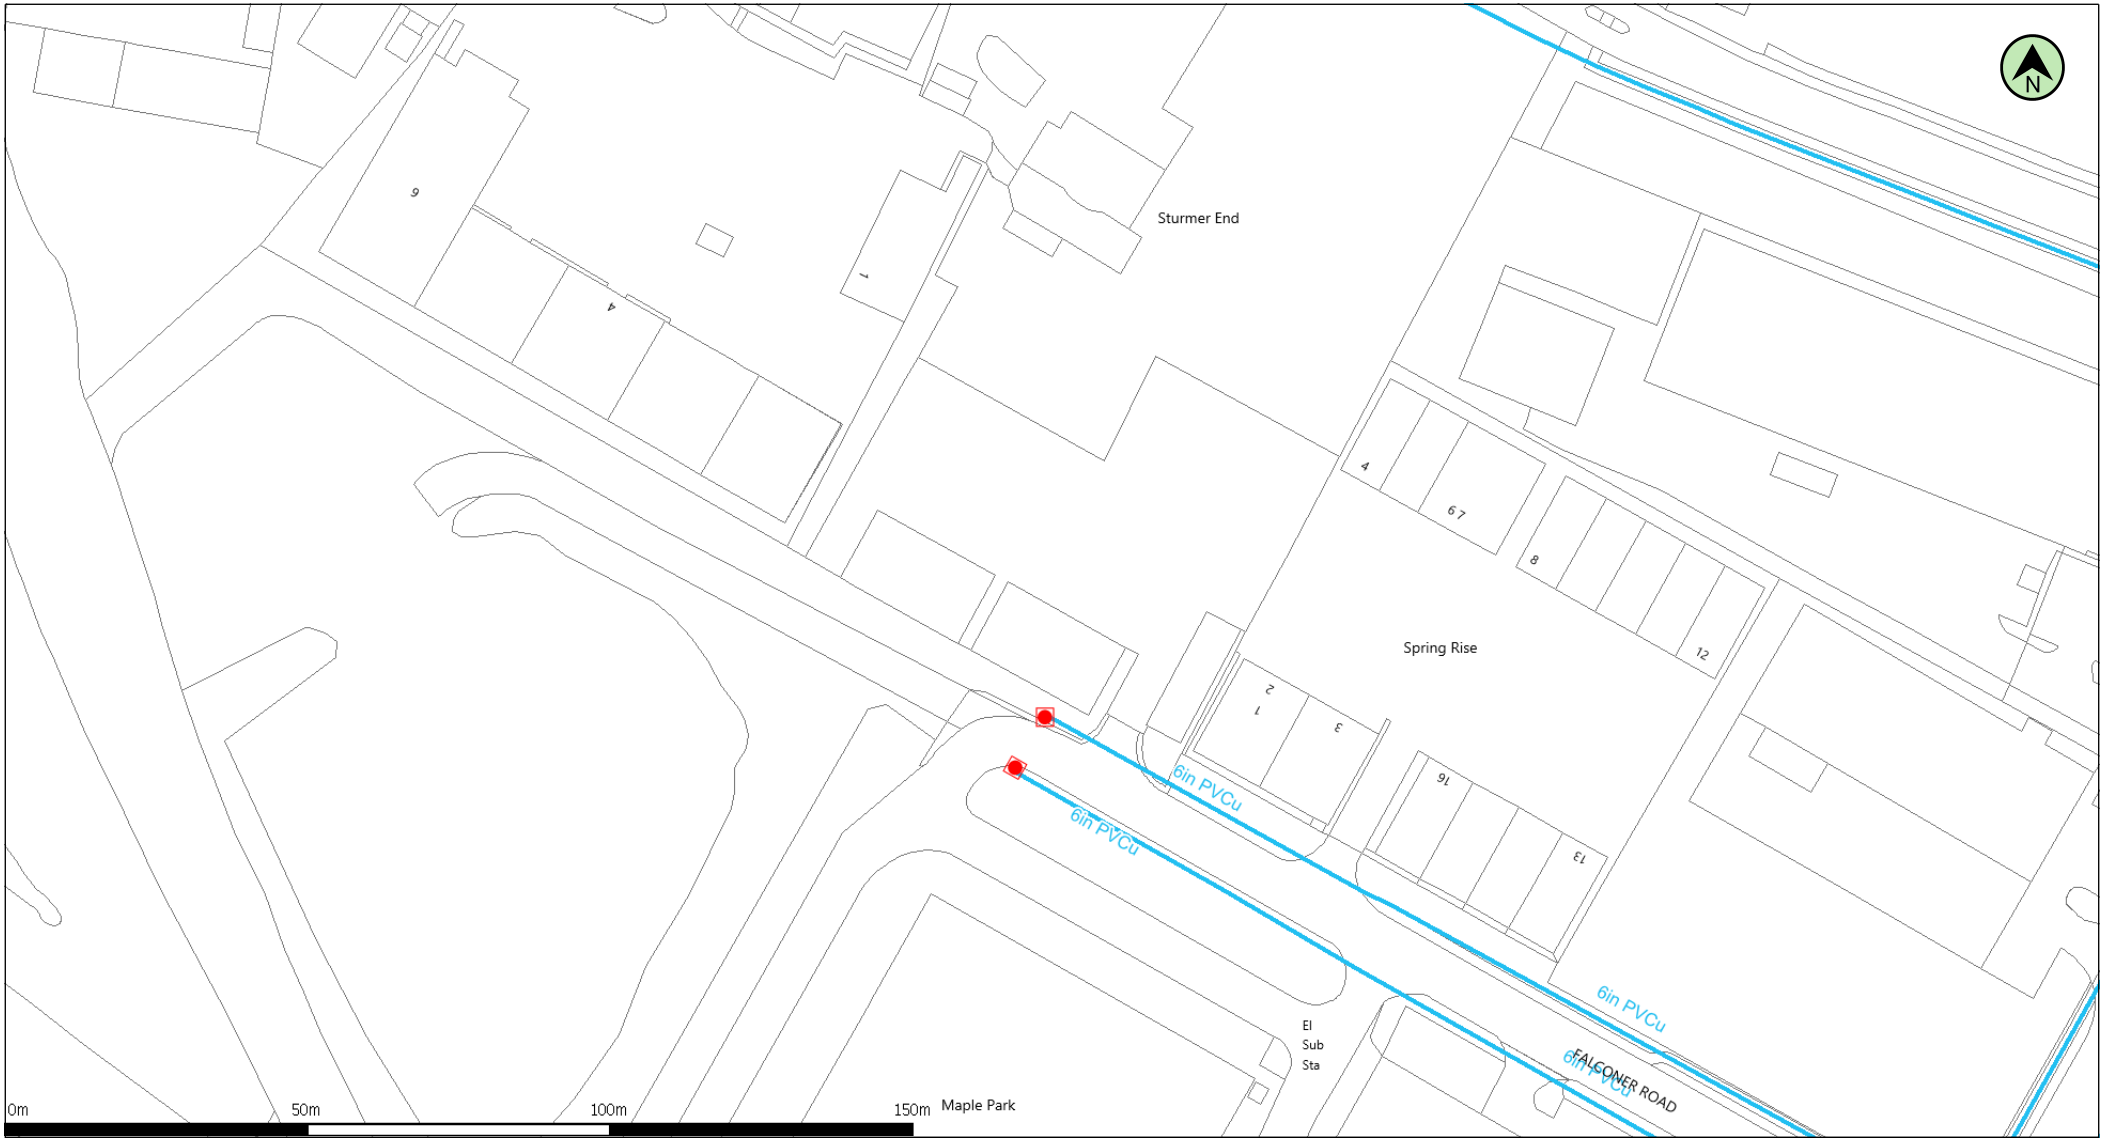 N
6
Sturmer End
1
4
4
6 7
8
12
Spring Rise
2
1
3
6in PVCu
16
6in PVCu
13
6in PVCu
El
Sub
Sta
6in PVCu
FALCONER ROAD
Maple Park
0m
50m
100m
150m